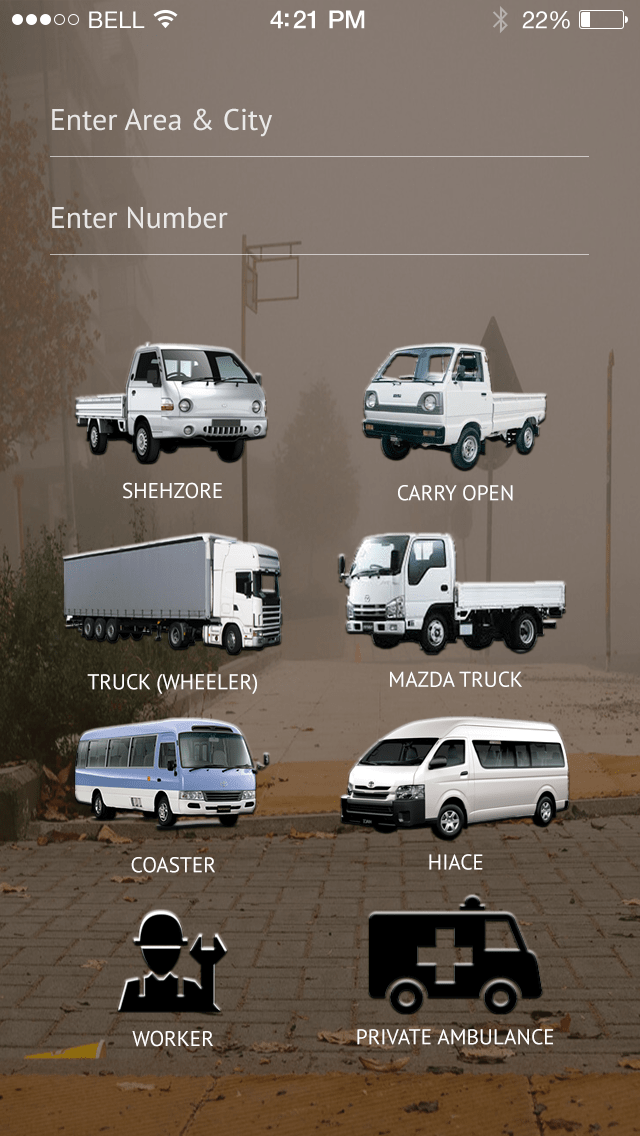 BELL 4:21 PM 22%
Enter Area & City
Enter Number
SHEHZORE
CARRY OPEN
TRUCK (WHEELER)
MAZDA TRUCK
COASTER
HIACE
WORKER
PRIVATE AMBULANCE